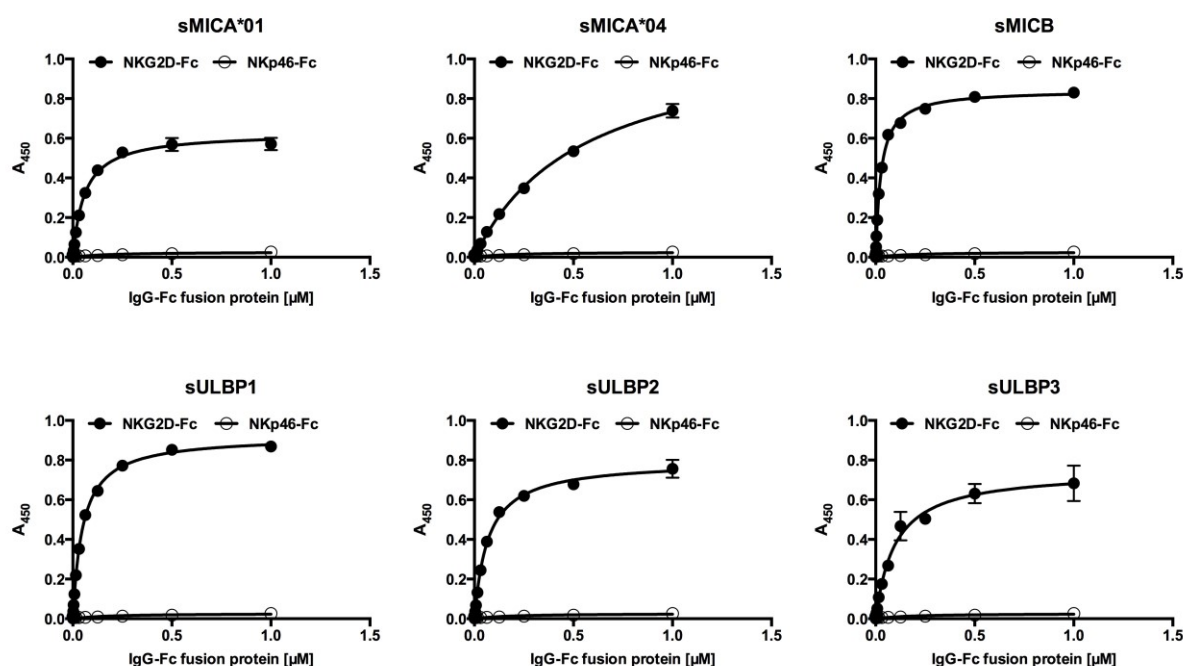 sMICA*01
NKG2D-Fc NKp46-Fc
A450
1.0
0.8
0.6
0.4
0.2
0.0
0.0 0.5 1.0 1.5
IgG-Fc fusion protein [µM]
sMICA*04
NKG2D-Fc NKp46-Fc
A450
1.0
0.8
0.6
0.4
0.2
0.0
0.0 0.5 1.0 1.5
IgG-Fc fusion protein [µM]
sMICB
NKG2D-Fc NKp46-Fc
A450
1.0
0.8
0.6
0.4
0.2
0.0
0.0 0.5 1.0 1.5
IgG-Fc fusion protein [µM]
sULBP1
NKG2D-Fc NKp46-Fc
A450
1.0
0.8
0.6
0.4
0.2
0.0
0.0 0.5 1.0 1.5
IgG-Fc fusion protein [µM]
sULBP2
NKG2D-Fc NKp46-Fc
A450
1.0
0.8
0.6
0.4
0.2
0.0
0.0 0.5 1.0 1.5
IgG-Fc fusion protein [µM]
sULBP3
NKG2D-Fc NKp46-Fc
A450
1.0
0.8
0.6
0.4
0.2
0.0
0.0 0.5 1.0 1.5
IgG-Fc fusion protein [µM]